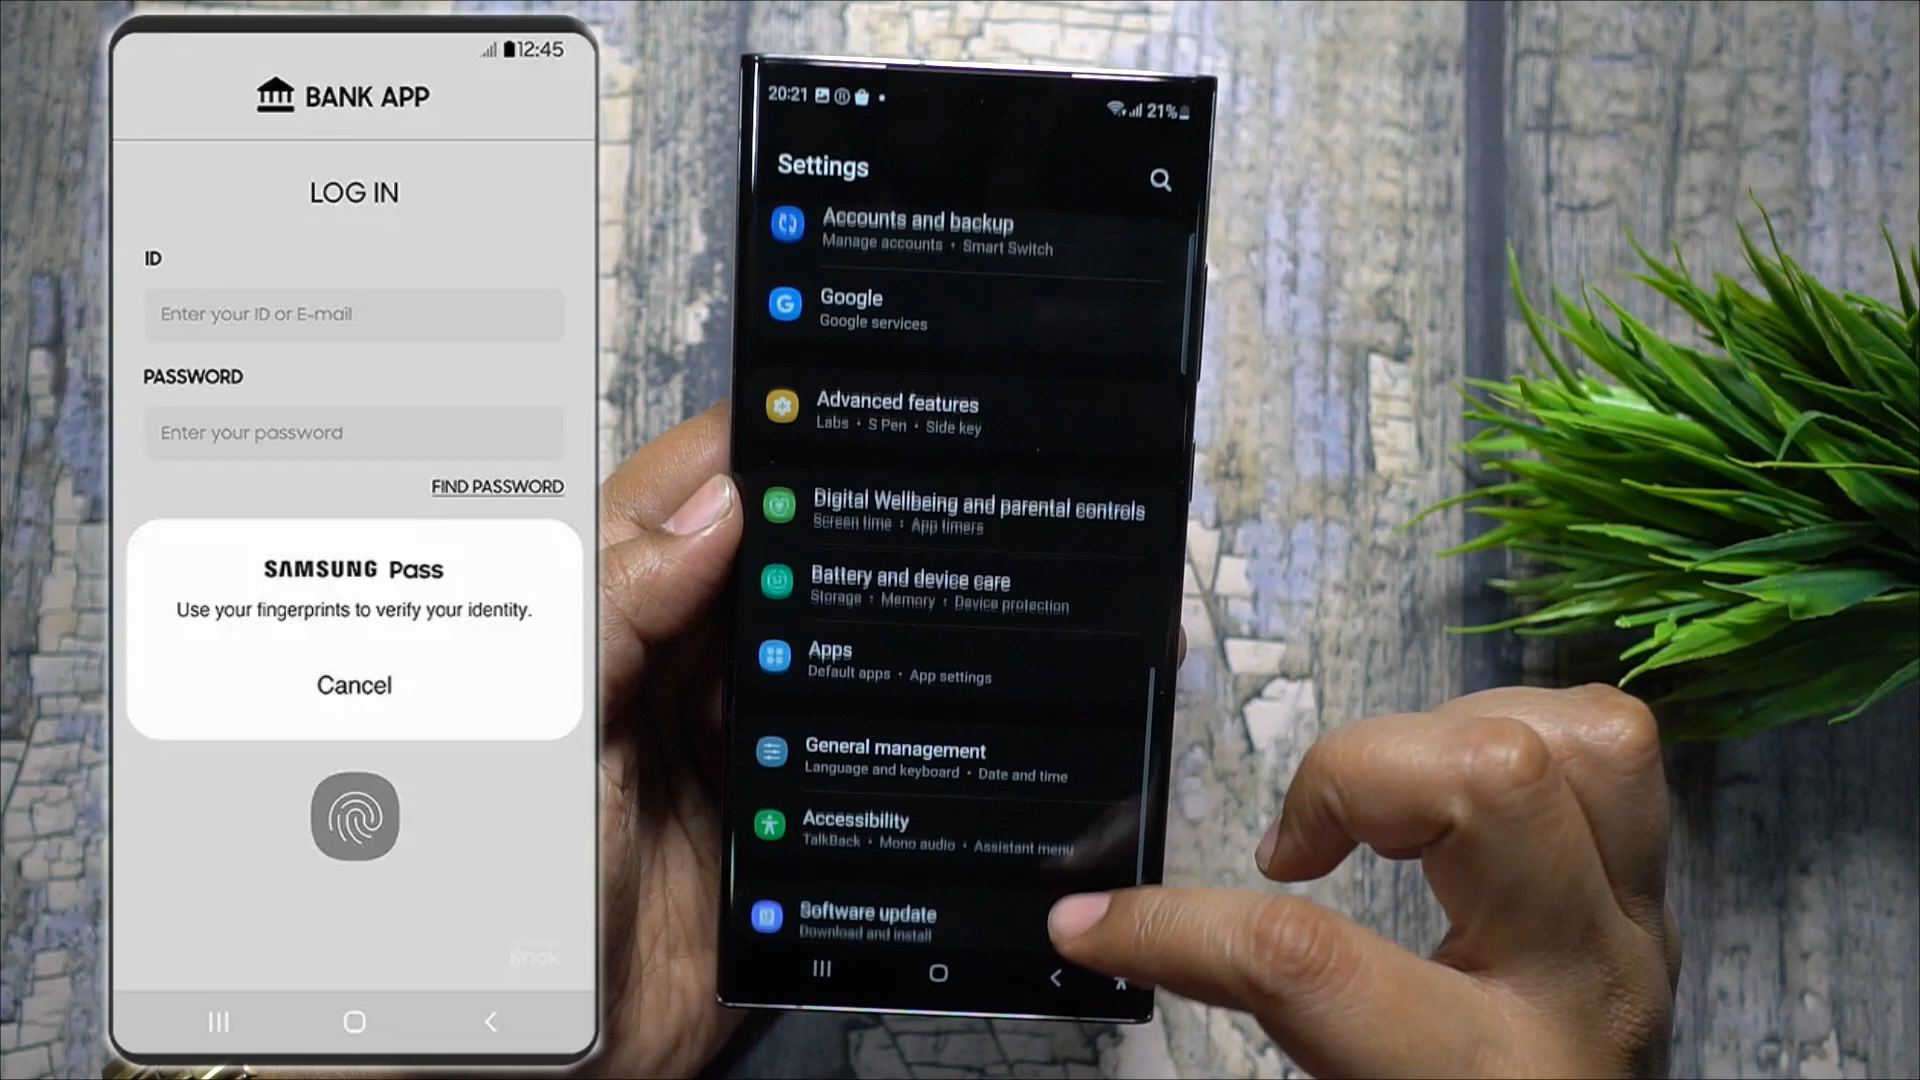 12:45
BANK APP
LOG IN
ID
Enter your ID or E-mail
PASSWORD
Enter your password
FIND PASSWORD
SAMSUNG Pass
Use your fingerprints to verify your identity.
Cancel
20:21
21%
Settings
Accounts and backup
Manage accounts • Smart Switch
Google
Google services
Advanced features
Labs • S Pen • Side key
Digital Wellbeing and parental controls
Screen time • App timers
Battery and device care
Storage • Memory • Device protection
Apps
Default apps • App settings
General management
Language and keyboard • Date and time
Accessibility
TalkBack • Mono audio • Assistant menu
Software update
Download and install